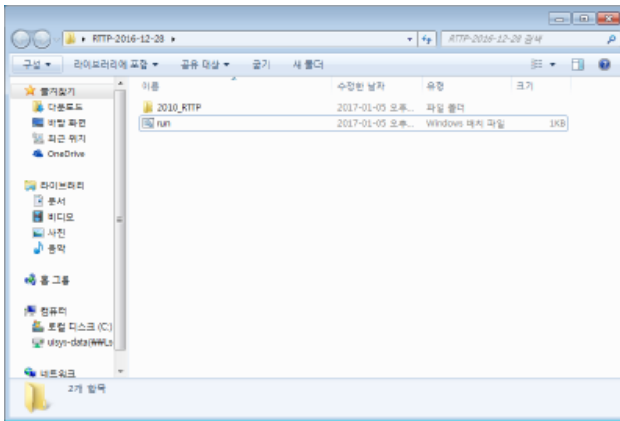 RTTP-2016-12-28
RTTP-2016-12-28 검색
구성 라이브러리에 포함 공유 대상 굽기 새 폴더
이름 수정한 날짜 유형 크기
2010_RTTP 2017-01-05 오후... 파일 폴더
run 2017-01-05 오후... Windows 배치 파일 1KB
즐겨찾기
다운로드
바탕 화면
최근 위치
OneDrive
라이브러리
문서
비디오
사진
음악
홈 그룹
컴퓨터
로컬 디스크 (C:)
uisys-data(₩₩Ls
네트워크
2개 항목